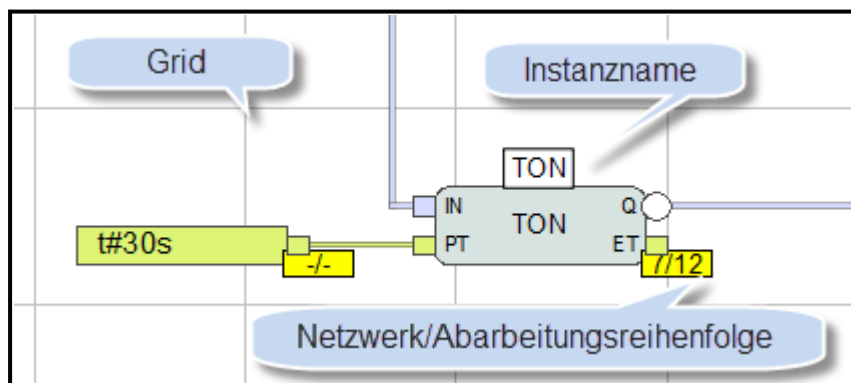 Grid
Instanzname
TON
IN
TON
Q
t#30s
PT
ET
-/-
7/12
Netzwerk/Abarbeitungsreihenfolge